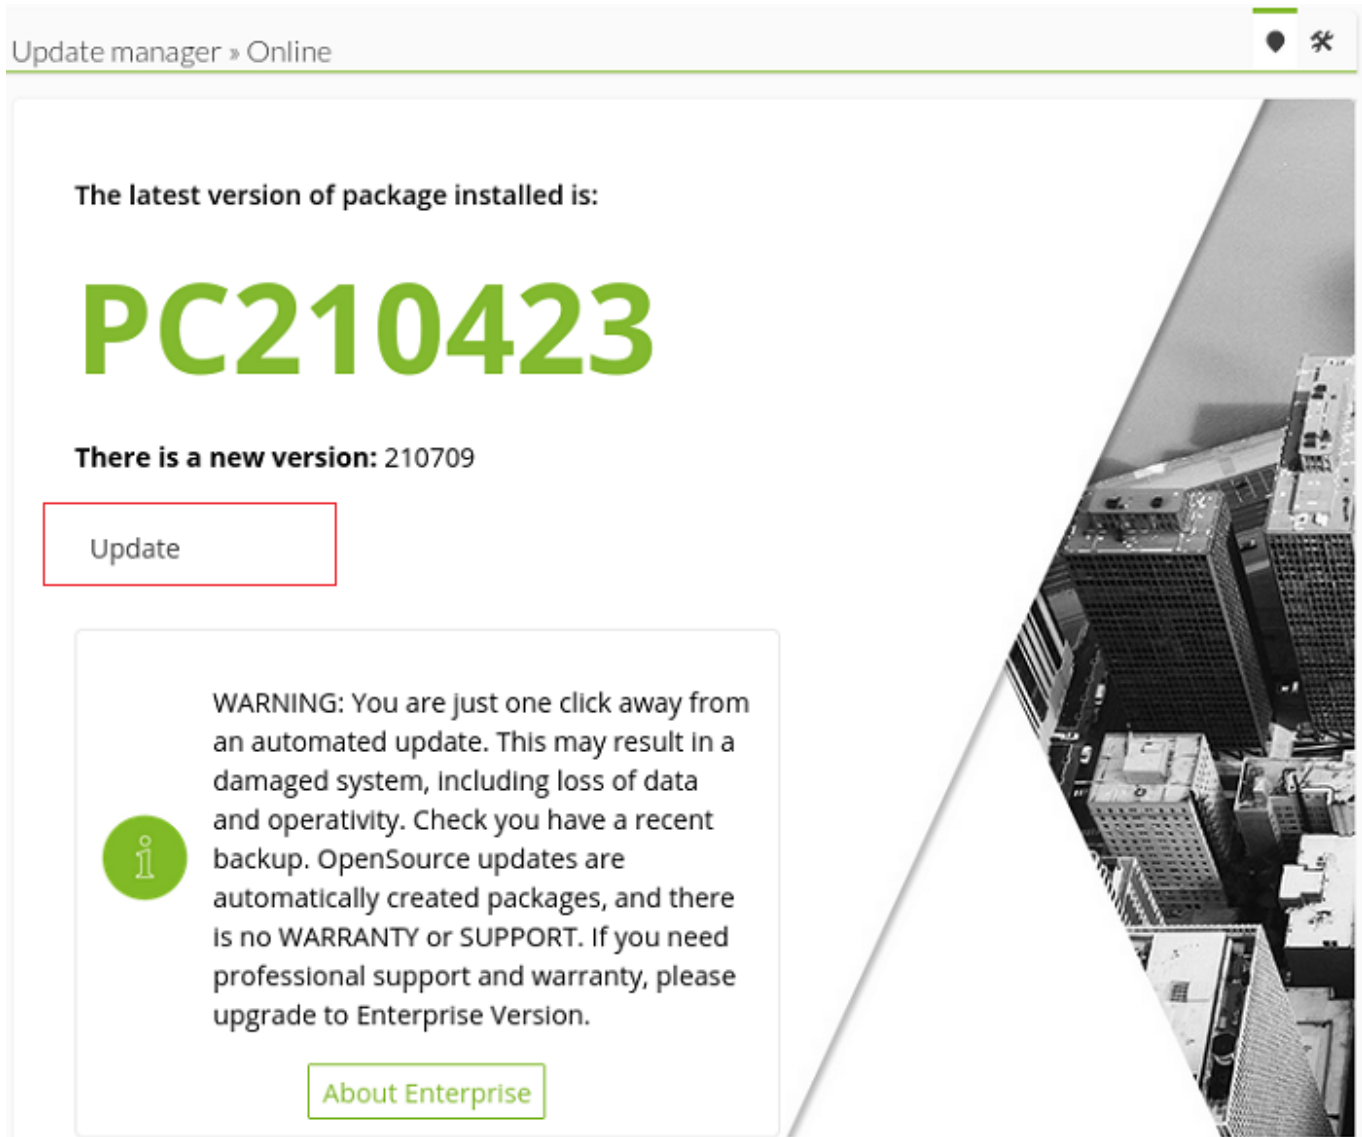 Update manager » Online
The latest version of package installed is:
PC210423
There is a new version: 210709
Update
WARNING: You are just one click away from
an automated update. This may result in a
damaged system, including loss of data
and operativity. Check you have a recent
backup. OpenSource updates are
automatically created packages, and there
is no WARRANTY or SUPPORT. If you need
professional support and warranty, please
upgrade to Enterprise Version.
About Enterprise